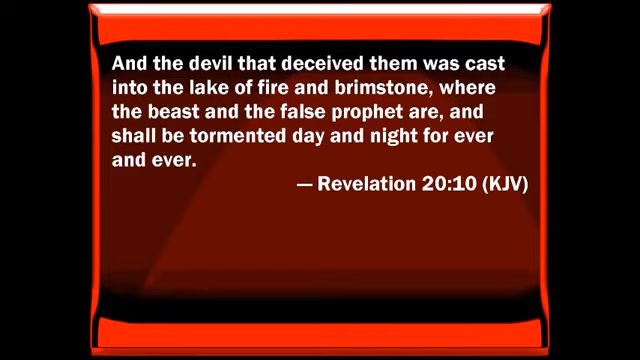 And the devil that deceived them was cast
into the lake of fire and brimstone, where
the beast and the false prophet are, and
shall be tormented day and night for ever
and ever.
— Revelation 20:10 (KJV)